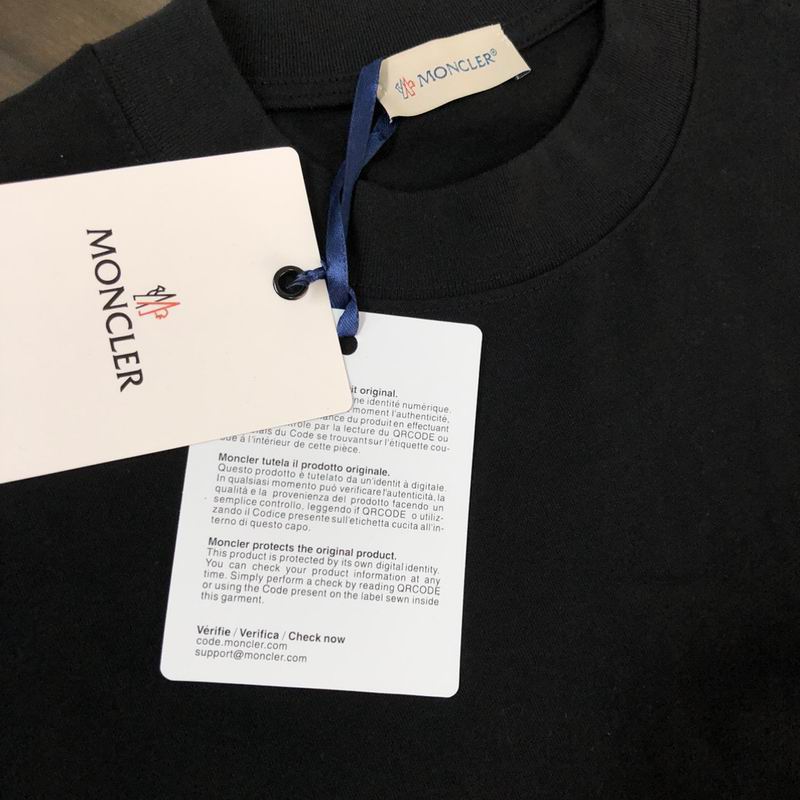 MONCLER®
MONCLER
it original.
ne identité numérique.
moment l'authenticité,
ance du produit en effectuant
rôle par la lecture du QRCODE ou
ais du Code se trouvant sur l'étiquette cou-
sue à l'intérieur de cette pièce.
Moncler tutela il prodotto originale.
Questo prodotto è tutelato da un'identit à digitale.
In qualsiasi momento può verificare l'autenticità, la
qualità e la provenienza del prodotto facendo un
semplice controllo, leggendo if QRCODE o utiliz-
zando il Codice presente sull'etichetta cucita all'in-
terno di questo capo.
Moncler protects the original product.
This product is protected by its own digital identity.
You can check your product information at any
time. Simply perform a check by reading QRCODE
or using the Code present on the label sewn inside
this garment.
Vérifie / Verifica / Check now
code.moncler.com
support@moncler.com